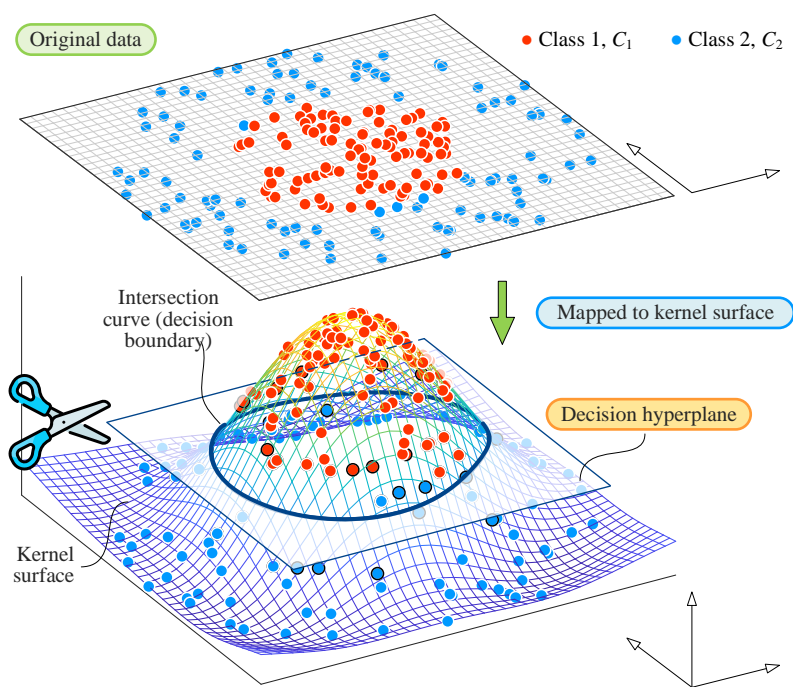 Original data
Class 1, C₁
Class 2, C₂
Intersection
curve (decision
boundary)
Mapped to kernel surface
Decision hyperplane
Kernel
surface